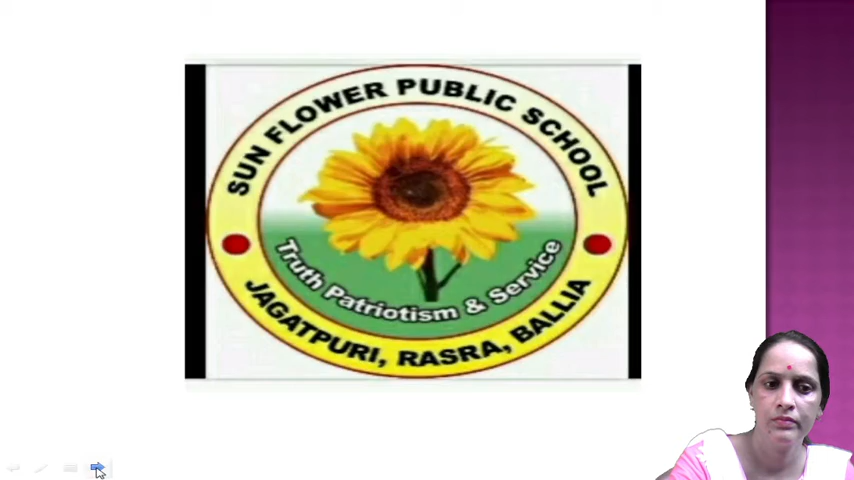 SUN FLOWER PUBLIC SCHOOL
Truth Patriotism & Service
JAGATPURI, RASRA, BALLIA